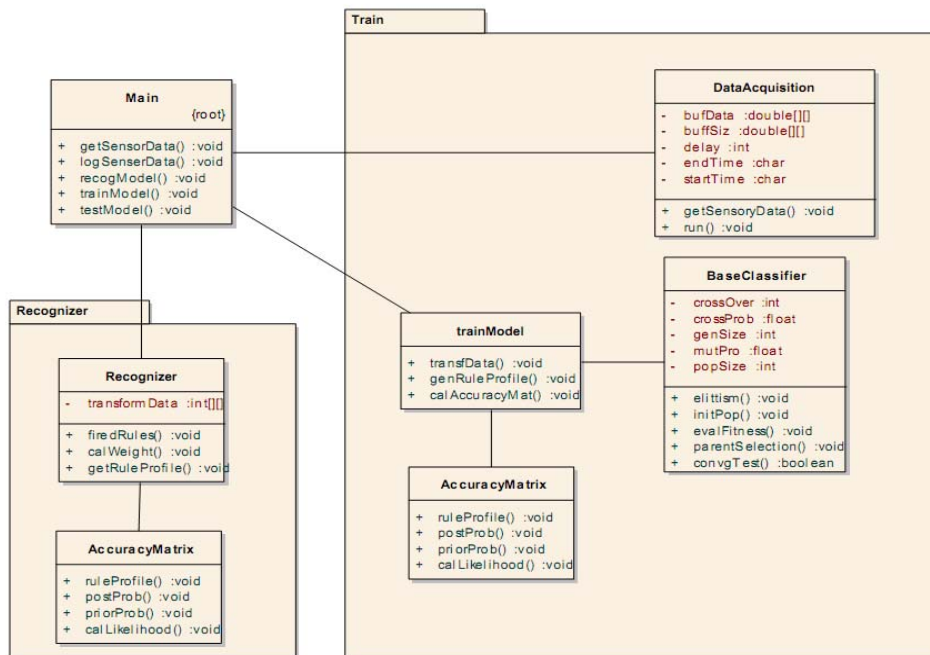 Train
Main
{root}
+ getSensorData() :void
+ logSenserData() :void
+ recogModel() :void
+ trainModel() :void
+ testModel() :void
DataAcquisition
- bufData :double[][]
- buffSiz :double[][]
- delay :int
- endTime :char
- startTime :char
+ getSensoryData() :void
+ run() :void
BaseClassifier
- crossOver :int
- crossProb :float
- genSize :int
- mutPro :float
- popSize :int
+ elittism() :void
+ initPop() :void
+ evalFitness() :void
+ parentSelection() :void
+ convgTest() :boolean
trainModel
+ transfData() :void
+ genRuleProfile() :void
+ calAccuracyMat() :void
AccuracyMatrix
+ ruleProfile() :void
+ postProb() :void
+ priorProb() :void
+ calLikelihood() :void
Recognizer
Recognizer
- transformData :int[][]
+ firedRules() :void
+ calWeight() :void
+ getRuleProfile() :void
AccuracyMatrix
+ ruleProfile() :void
+ postProb() :void
+ priorProb() :void
+ calLikelihood() :void